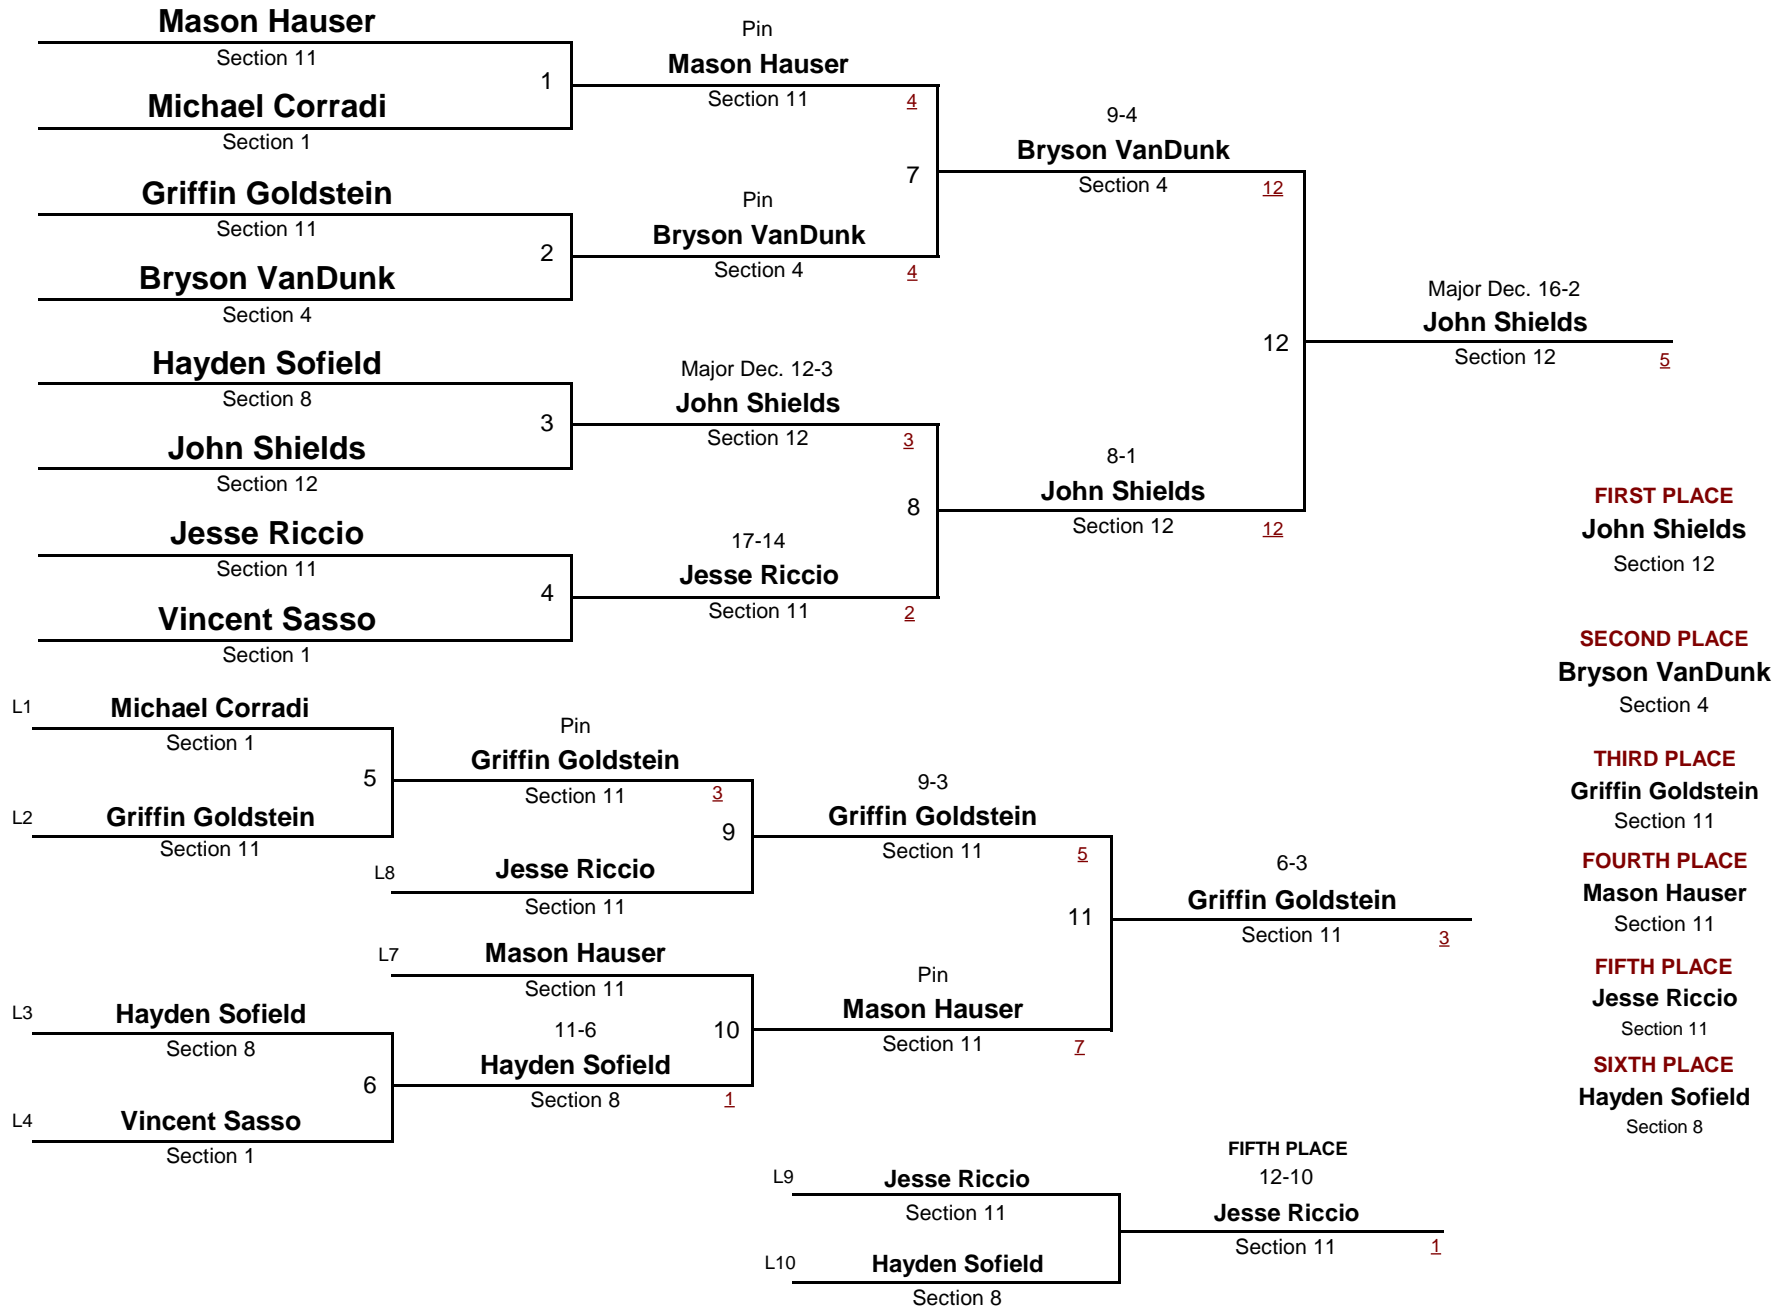 Mason Hauser
Section 11
1
Michael Corradi
Section 1
Griffin Goldstein
Section 11
2
Bryson VanDunk
Section 4
Hayden Sofield
Section 8
3
John Shields
Section 12
Jesse Riccio
Section 11
4
Vincent Sasso
Section 1
Pin
Mason Hauser
Section 11 4
7
Pin
Bryson VanDunk
Section 4 4
Major Dec. 12-3
John Shields
Section 12 3
8
17-14
Jesse Riccio
Section 11 2
9-4
Bryson VanDunk
Section 4 12
12
8-1
John Shields
Section 12 12
Major Dec. 16-2
John Shields
Section 12 5
L1 Michael Corradi
Section 1
5
L2 Griffin Goldstein
Section 11
L3 Hayden Sofield
Section 8
6
L4 Vincent Sasso
Section 1
Pin
Griffin Goldstein
Section 11 3
9
L8 Jesse Riccio
Section 11
L7 Mason Hauser
Section 11
11-6 10
Hayden Sofield
Section 8 1
9-3
Griffin Goldstein
Section 11 5
11
Pin
Mason Hauser
Section 11 7
6-3
Griffin Goldstein
Section 11 3
L9 Jesse Riccio
Section 11
L10 Hayden Sofield
Section 8
FIFTH PLACE
12-10
Jesse Riccio
Section 11 1
FIRST PLACE
John Shields
Section 12
SECOND PLACE
Bryson VanDunk
Section 4
THIRD PLACE
Griffin Goldstein
Section 11
FOURTH PLACE
Mason Hauser
Section 11
FIFTH PLACE
Jesse Riccio
Section 11
SIXTH PLACE
Hayden Sofield
Section 8